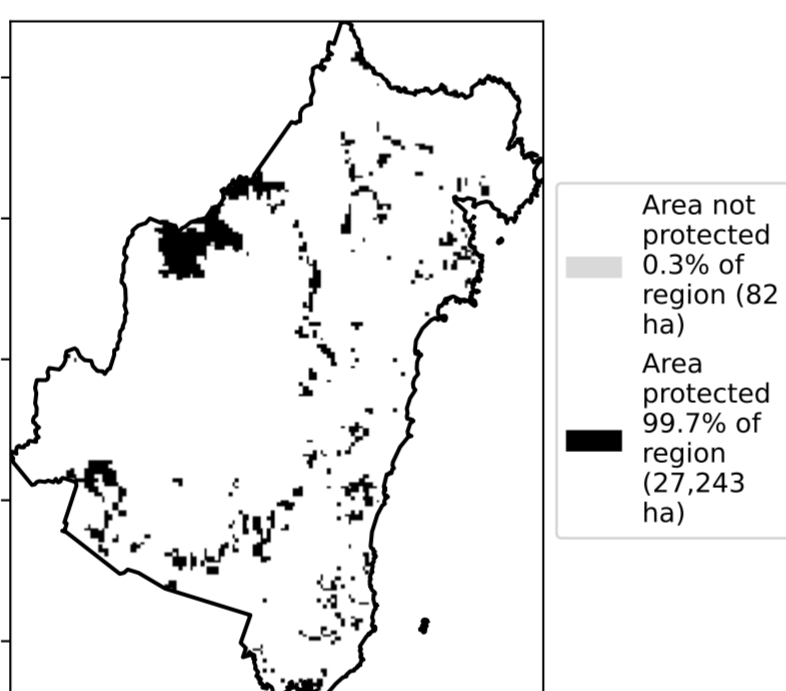 Area not
protected
0.3% of
region (82
ha)
Area
protected
99.7% of
region
(27,243
ha)